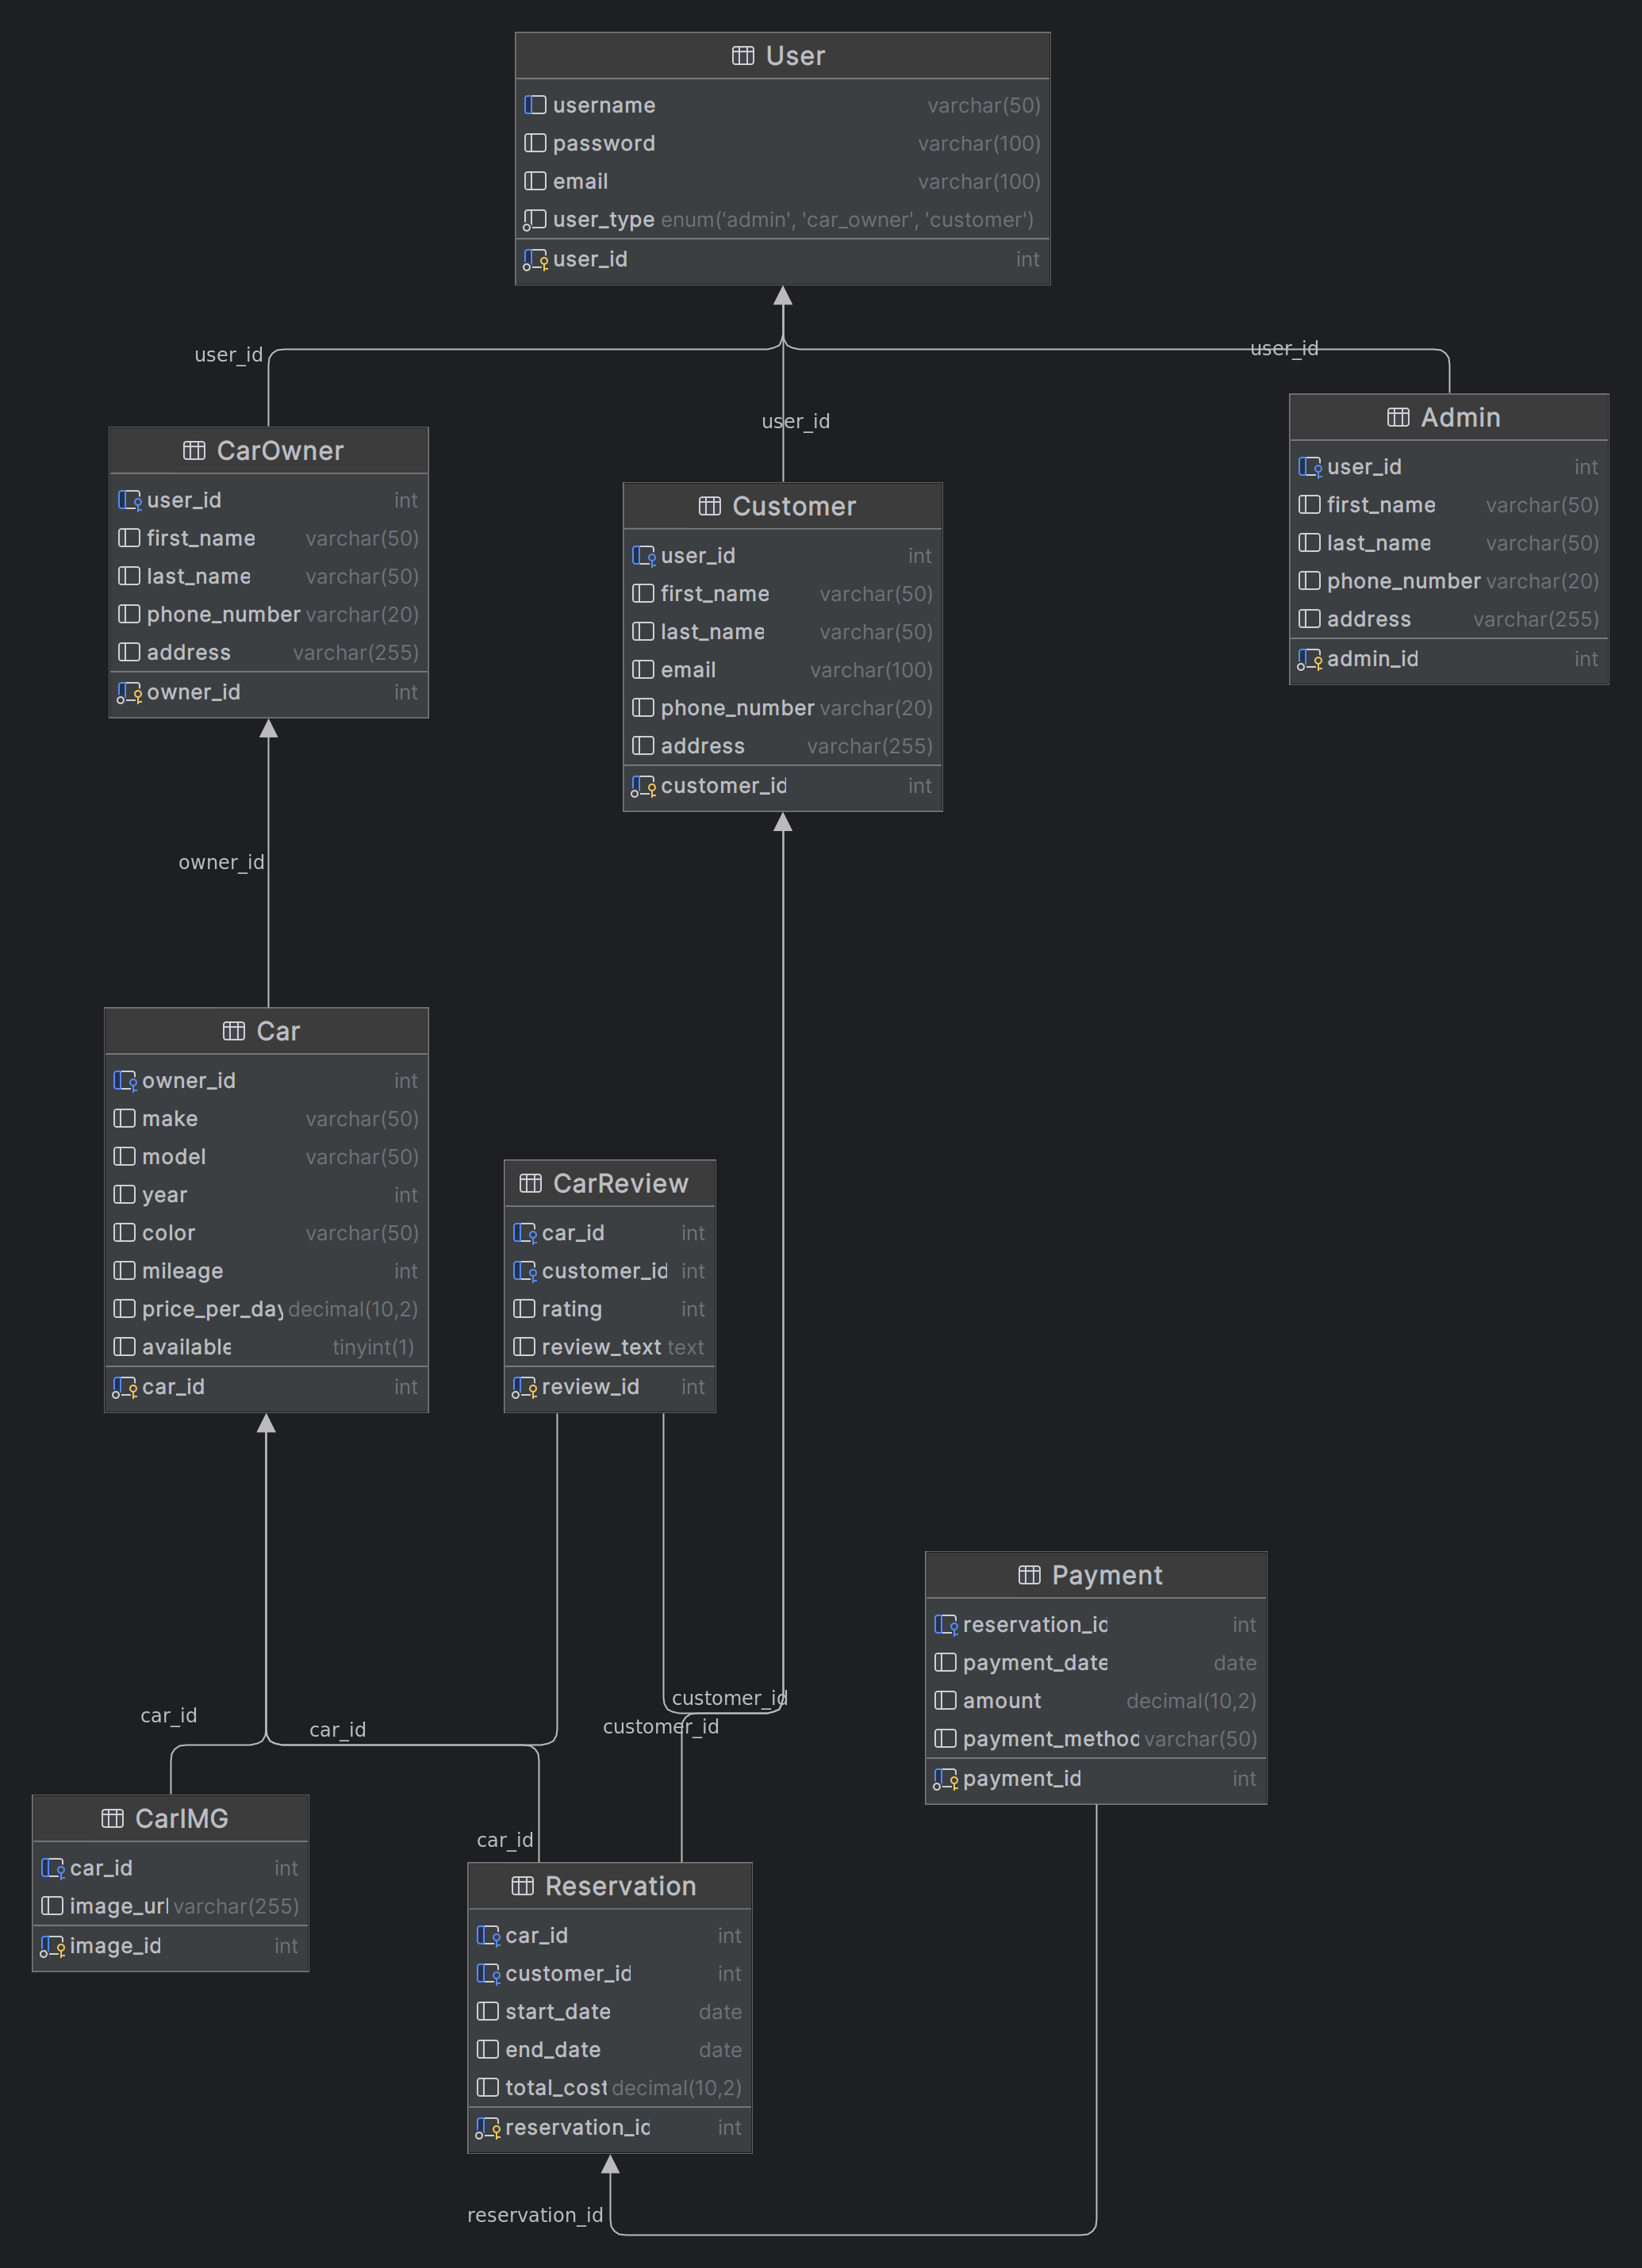 User
username varchar(50)
password varchar(100)
email varchar(100)
user_type enum('admin', 'car_owner', 'customer')
user_id int
user_id
user_id
user_id
CarOwner
user_id int
first_name varchar(50)
last_name varchar(50)
phone_number varchar(20)
address varchar(255)
owner_id int
Customer
user_id int
first_name varchar(50)
last_name varchar(50)
email varchar(100)
phone_number varchar(20)
address varchar(255)
customer_id int
Admin
user_id int
first_name varchar(50)
last_name varchar(50)
phone_number varchar(20)
address varchar(255)
admin_id int
owner_id
Car
owner_id int
make varchar(50)
model varchar(50)
year int
color varchar(50)
mileage int
price_per_day decimal(10,2)
available tinyint(1)
car_id int
CarReview
car_id int
customer_id int
rating int
review_text text
review_id int
Payment
reservation_id int
payment_date date
amount decimal(10,2)
payment_method varchar(50)
payment_id int
customer_id
car_id
car_id
customer_id
CarIMG
car_id int
image_url varchar(255)
image_id int
car_id
Reservation
car_id int
customer_id int
start_date date
end_date date
total_cost decimal(10,2)
reservation_id int
reservation_id